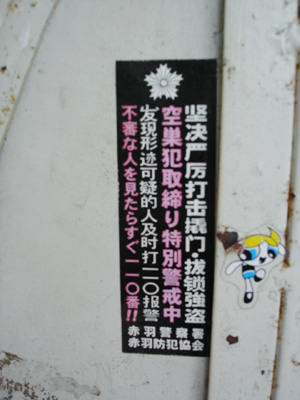 坚决严厉打击撬门・拔锁強盗
空巣犯取締り特別警戒中
发现形迹可疑的人及时打一一〇报警
不審な人を見たらすぐ一一〇番!!
赤羽警察署
赤羽防犯協会